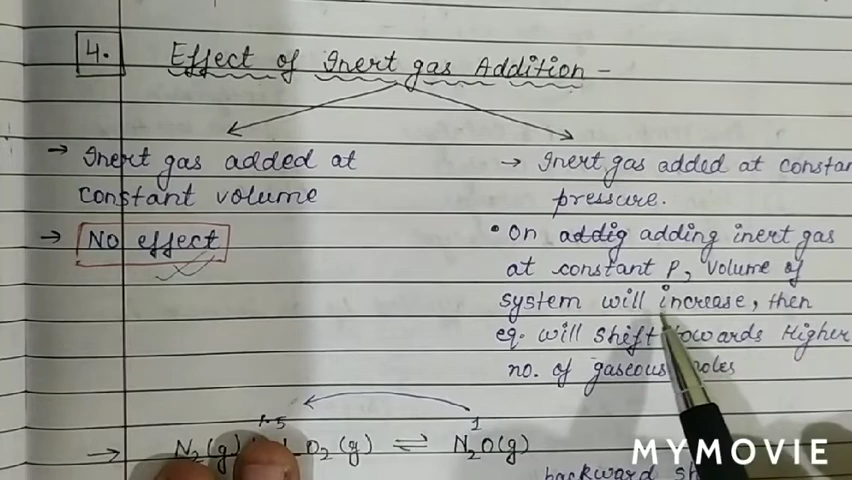 4. Effect of Inert gas Addition -
→ Inert gas added at
constant volume
→ No effect
→ Inert gas added at constan
pressure.
• On addig adding inert gas
at constant P, volume of
system will increase, then
eq. will shift towards Higher
no. of gaseous moles
1.5
1
→ N2(g) O2(g) ⇌ N2O(g)
backward sh
MYMOVIE